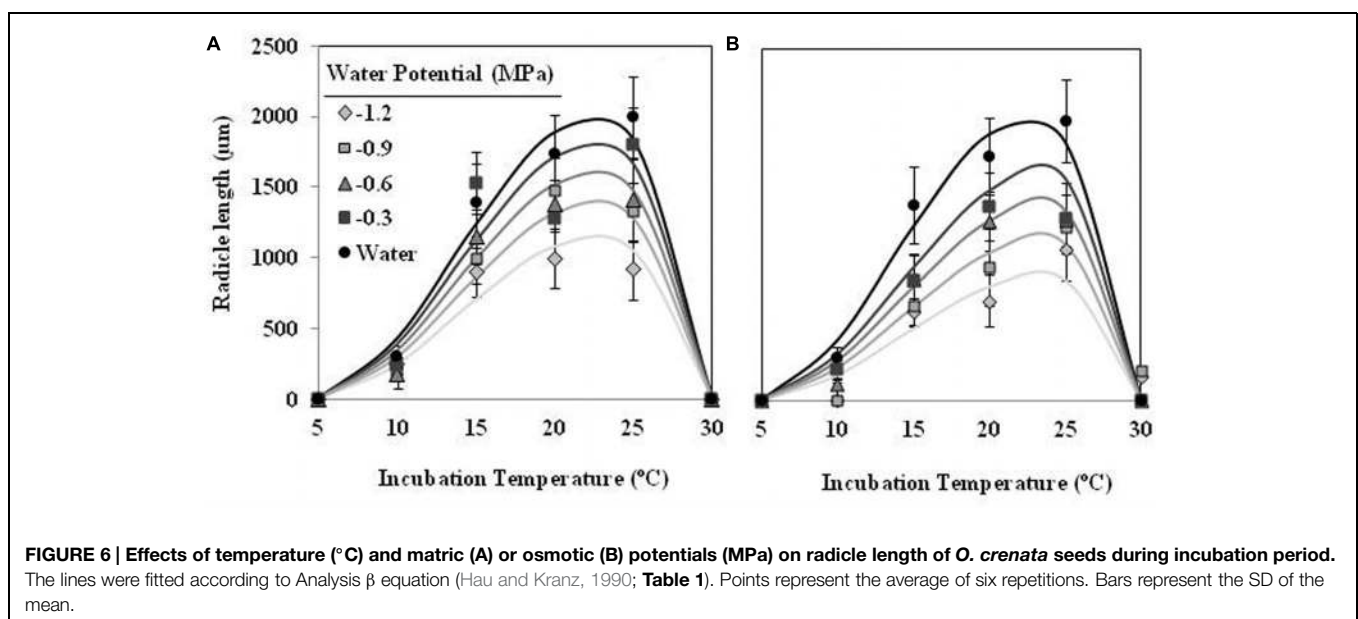 A
B
2500
2000
1500
1000
500
0
Radicle length (µm)
Water Potential (MPa)
-1.2
-0.9
-0.6
-0.3
Water
5 10 15 20 25 30
5 10 15 20 25 30
Incubation Temperature (ºC)
Incubation Temperature (ºC)
FIGURE 6 | Effects of temperature (°C) and matric (A) or osmotic (B) potentials (MPa) on radicle length of O. crenata seeds during incubation period.
The lines were fitted according to Analysis β equation (Hau and Kranz, 1990; Table 1). Points represent the average of six repetitions. Bars represent the SD of the
mean.